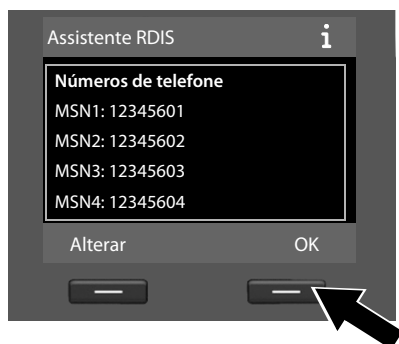 Assistente RDIS i
Números de telefone
MSN1: 12345601
MSN2: 12345602
MSN3: 12345603
MSN4: 12345604
Alterar OK